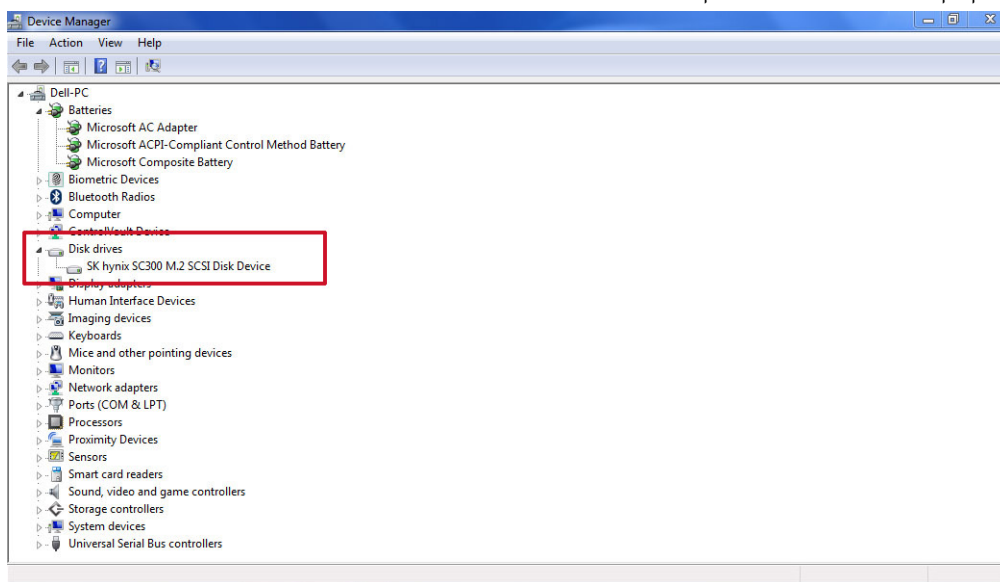 Device Manager
File Action View Help
Dell-PC
Batteries
Microsoft AC Adapter
Microsoft ACPI-Compliant Control Method Battery
Microsoft Composite Battery
Biometric Devices
Bluetooth Radios
Computer
ControlVault Device
Disk drives
SK hynix SC300 M.2 SCSI Disk Device
Display adapters
Human Interface Devices
Imaging devices
Keyboards
Mice and other pointing devices
Monitors
Network adapters
Ports (COM & LPT)
Processors
Proximity Devices
Sensors
Smart card readers
Sound, video and game controllers
Storage controllers
System devices
Universal Serial Bus controllers